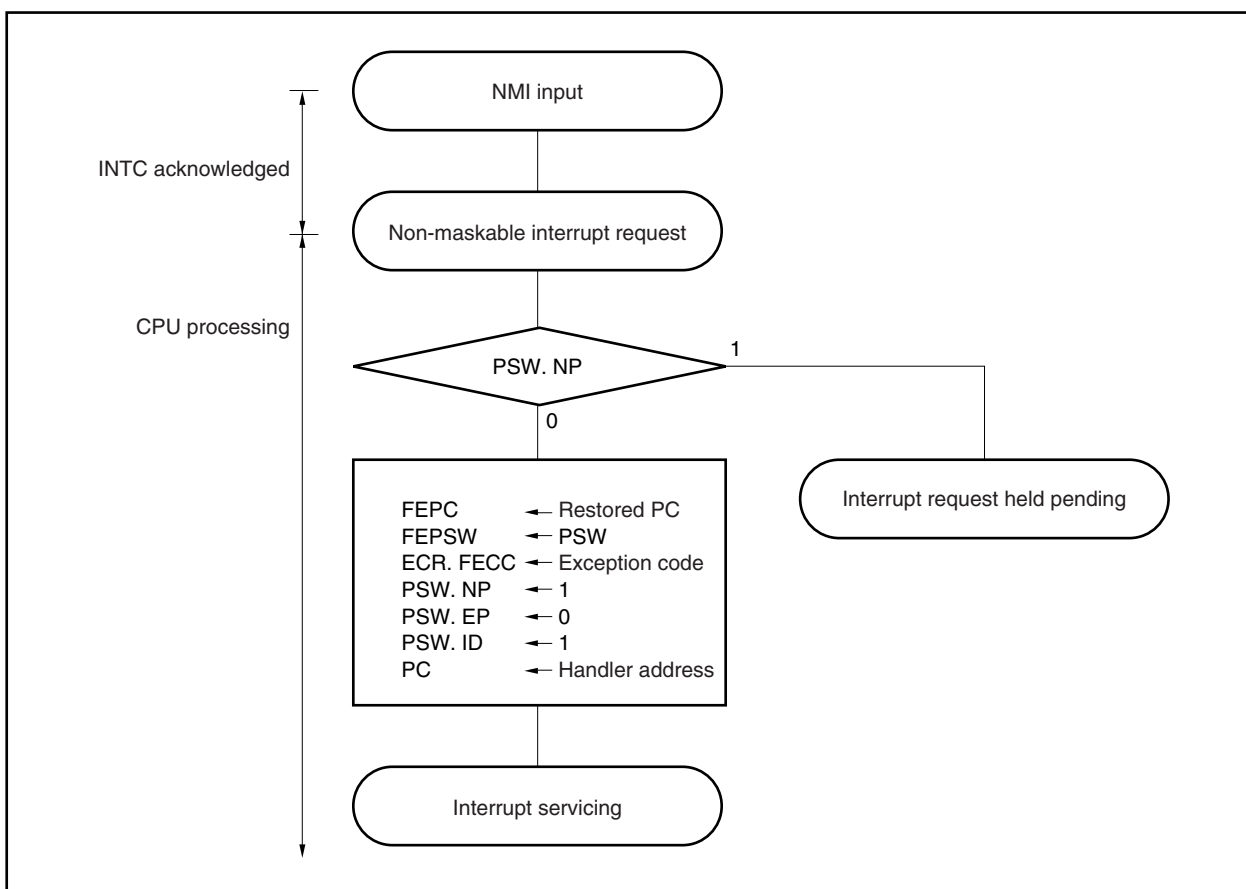 NMI input
INTC acknowledged
Non-maskable interrupt request
CPU processing
PSW. NP
1
0
FEPC ← Restored PC
FEPSW ← PSW
ECR. FECC ← Exception code
PSW. NP ← 1
PSW. EP ← 0
PSW. ID ← 1
PC ← Handler address
Interrupt request held pending
Interrupt servicing